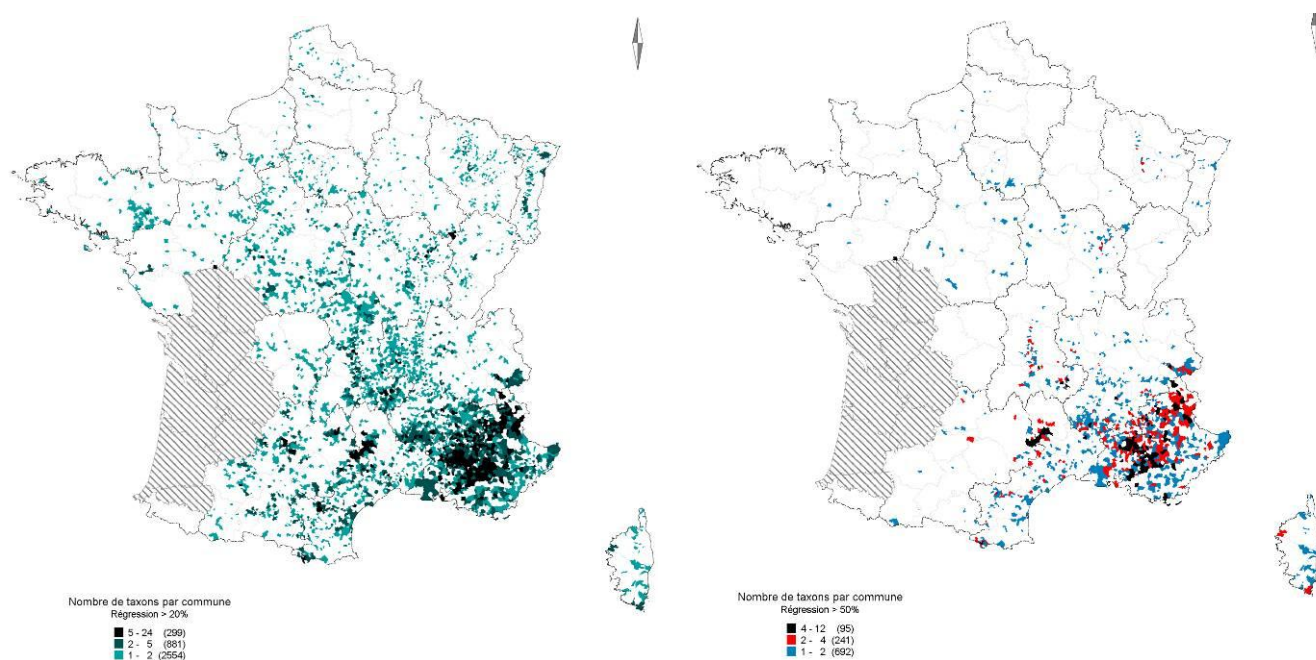 Nombre de taxons par commune
Régression > 20%
5 - 24 (299)
2 - 5 (881)
1 - 2 (2554)
Nombre de taxons par commune
Régression > 50%
4 - 12 (95)
2 - 4 (241)
1 - 2 (692)